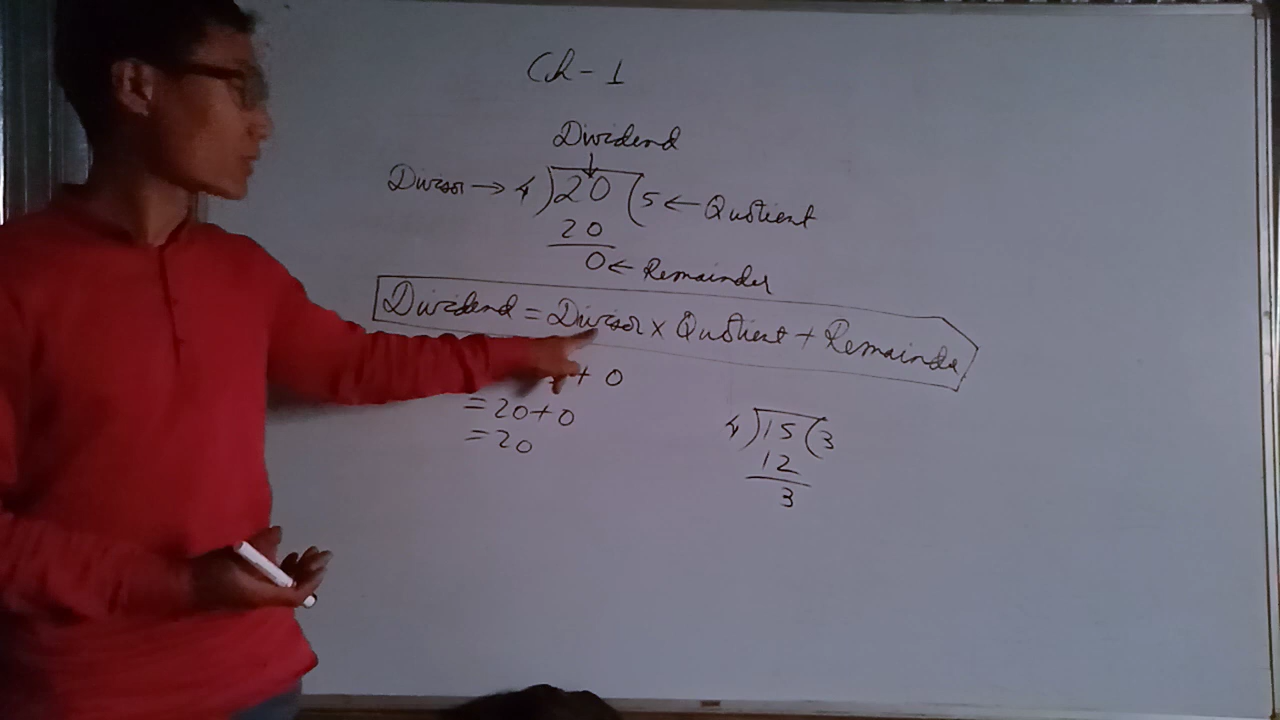 Ch-1
Dividend
↓
Divisor → 4)20(5 ← Quotient
20
0 ← Remainder
Dividend = Divisor × Quotient + Remainder
+ 0
= 20+0
= 20
4)15(3
12
3